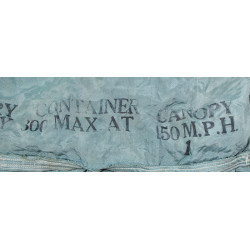 CONTAINER CANOPY
300 MAX AT 150 M.P.H.
1